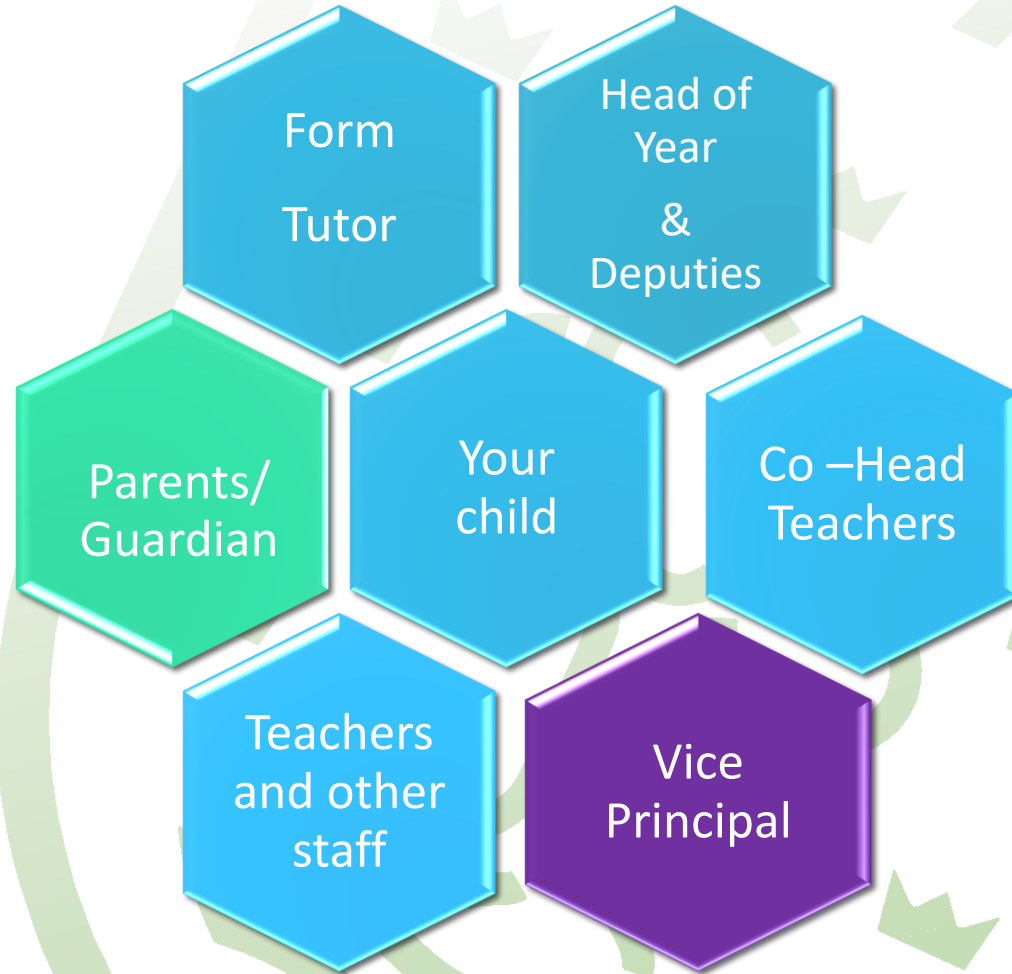 Form
Tutor
Head of
Year
&
Deputies
Parents/
Guardian
Your
child
Co –Head
Teachers
Teachers
and other
staff
Vice
Principal